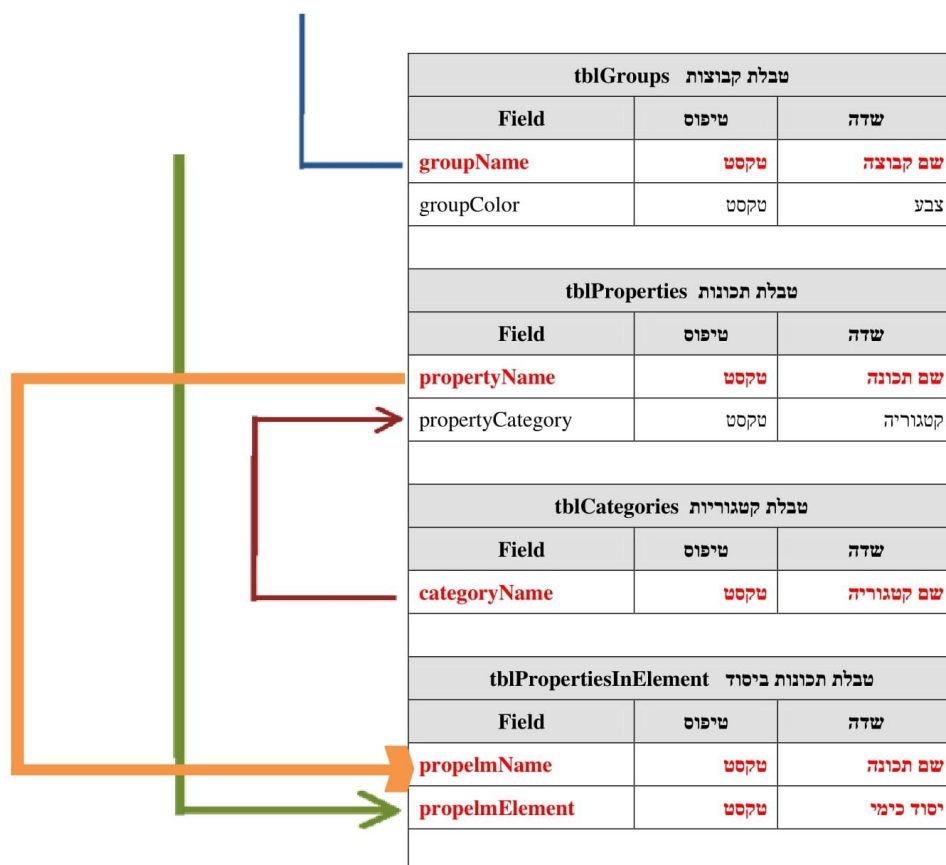 טבלת קבוצות tblGroups
שדה טיפוס Field
שם קבוצה טקסט groupName
צבע טקסט groupColor
טבלת תכונות tblProperties
שדה טיפוס Field
שם תכונה טקסט propertyName
קטגוריה טקסט propertyCategory
טבלת קטגוריות tblCategories
שדה טיפוס Field
שם קטגוריה טקסט categoryName
טבלת תכונות ביסוד tblPropertiesInElement
שדה טיפוס Field
שם תכונה טקסט propelmName
יסוד כימי טקסט propelmElement